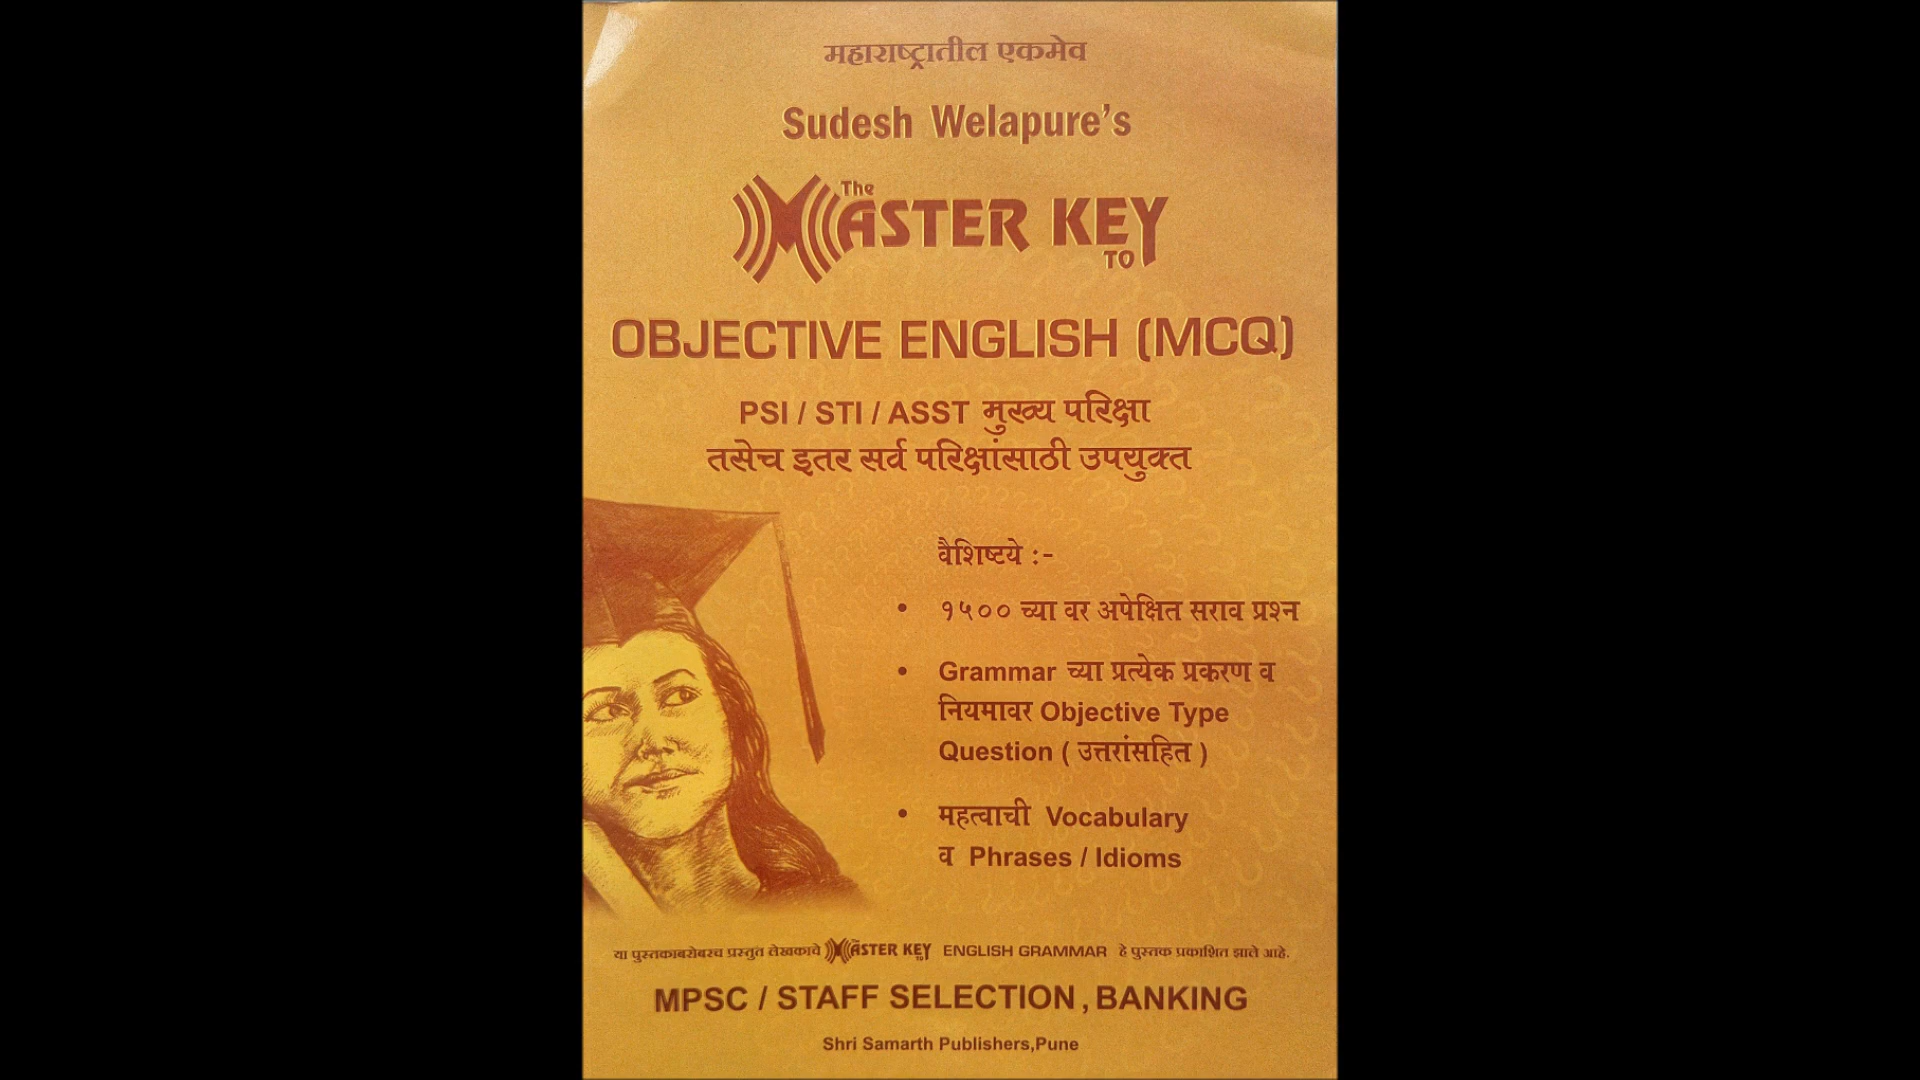 महाराष्ट्रातील एकमेव
Sudesh Welapure's
The
MASTER KEY
TO
OBJECTIVE ENGLISH (MCQ)
PSI / STI / ASST मुख्य परिक्षा
तसेच इतर सर्व परिक्षांसाठी उपयुक्त
वैशिष्टये :-
• १५०० च्या वर अपेक्षित सराव प्रश्न
• Grammar च्या प्रत्येक प्रकरण व
नियमावर Objective Type
Question ( उत्तरांसहित )
• महत्वाची Vocabulary
व Phrases / Idioms
या पुस्तकाबरोबरच प्रस्तुत लेखकाचे The MASTER KEY TO ENGLISH GRAMMAR हे पुस्तक प्रकाशित झाले आहे.
MPSC / STAFF SELECTION , BANKING
Shri Samarth Publishers,Pune